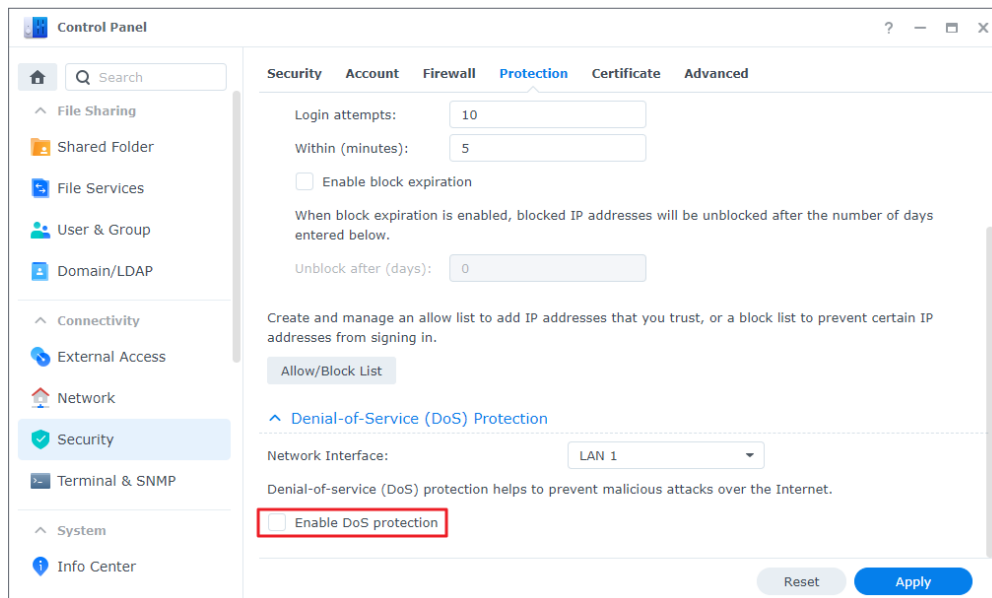 Control Panel
Search
File Sharing
Shared Folder
File Services
User & Group
Domain/LDAP
Connectivity
External Access
Network
Security
Terminal & SNMP
System
Info Center
Security Account Firewall Protection Certificate Advanced
Login attempts: 10
Within (minutes): 5
Enable block expiration
When block expiration is enabled, blocked IP addresses will be unblocked after the number of days
entered below.
Unblock after (days): 0
Create and manage an allow list to add IP addresses that you trust, or a block list to prevent certain IP
addresses from signing in.
Allow/Block List
Denial-of-Service (DoS) Protection
Network Interface: LAN 1
Denial-of-service (DoS) protection helps to prevent malicious attacks over the Internet.
Enable DoS protection
Reset Apply